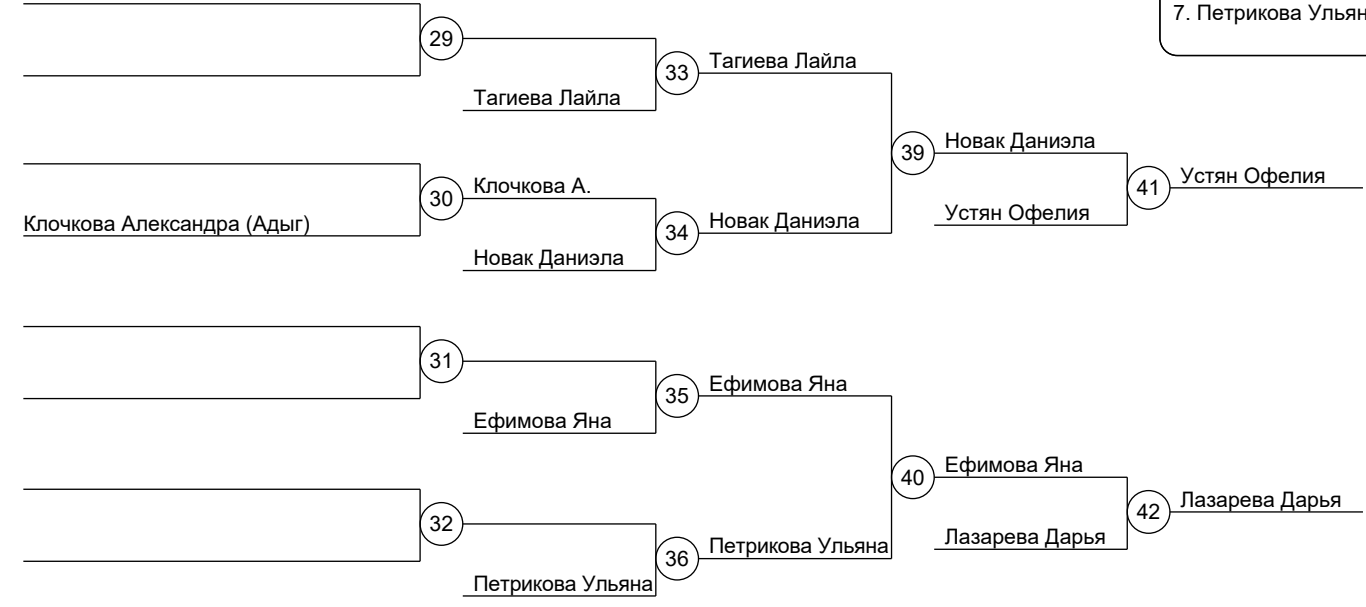 7. Петрикова Ульян
29
Тагиева Лайла
33
Тагиева Лайла
Клочкова Александра (Адыг)
30
Клочкова А.
Новак Даниэла
34
Новак Даниэла
39
Новак Даниэла
Устян Офелия
41
Устян Офелия
31
Ефимова Яна
35
Ефимова Яна
32
Петрикова Ульяна
36
Петрикова Ульяна
40
Ефимова Яна
Лазарева Дарья
42
Лазарева Дарья